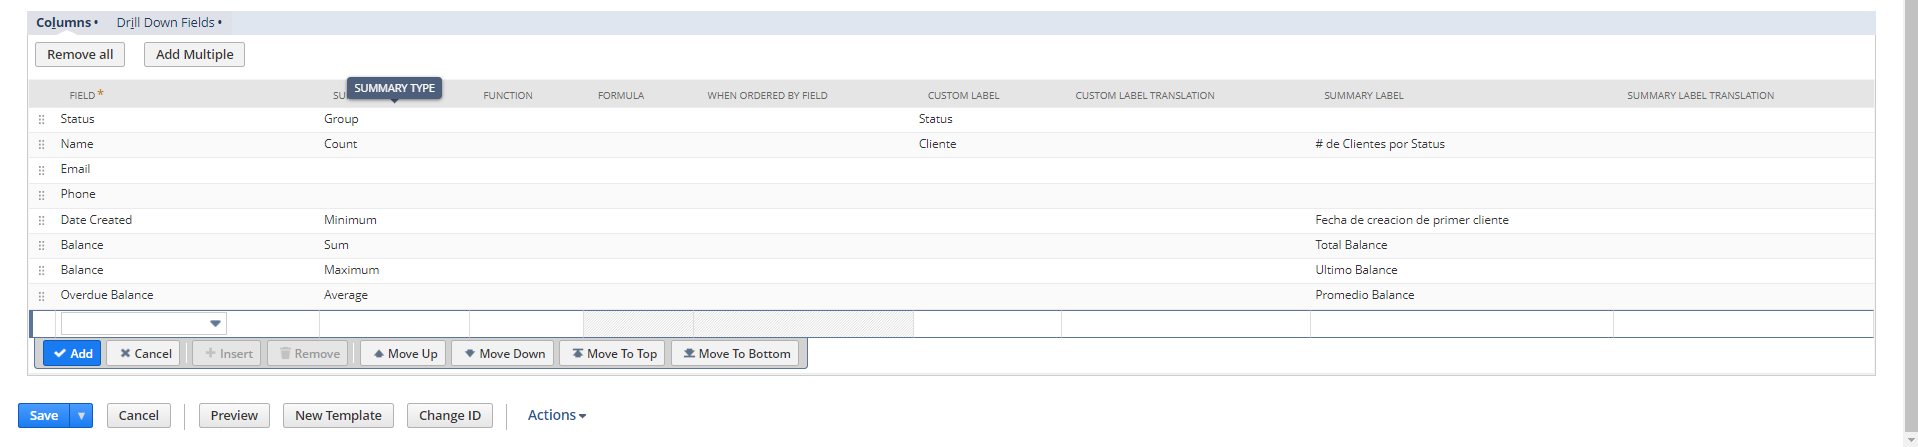 Columns • Drill Down Fields •
Remove all Add Multiple
SUMMARY TYPE
FIELD * SU FUNCTION FORMULA WHEN ORDERED BY FIELD CUSTOM LABEL CUSTOM LABEL TRANSLATION SUMMARY LABEL SUMMARY LABEL TRANSLATION
Status Group Status
Name Count Cliente # de Clientes por Status
Email
Phone
Date Created Minimum Fecha de creacion de primer cliente
Balance Sum Total Balance
Balance Maximum Ultimo Balance
Overdue Balance Average Promedio Balance
Add Cancel Insert Remove Move Up Move Down Move To Top Move To Bottom
Save Cancel Preview New Template Change ID Actions